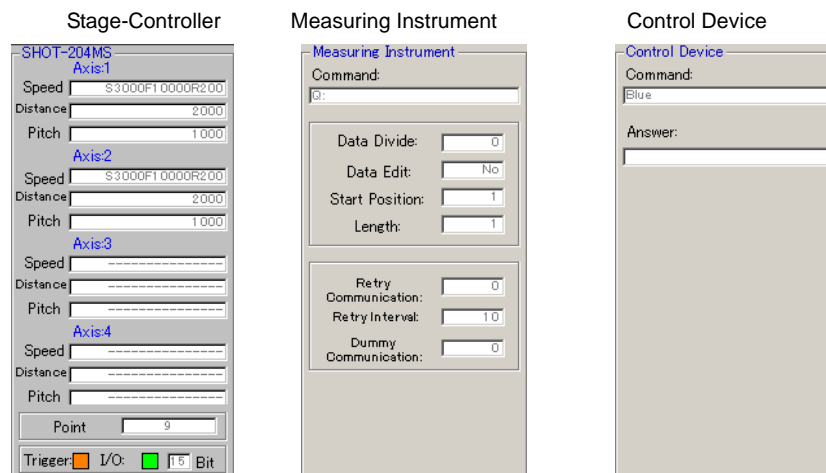 Stage-Controller Measuring Instrument Control Device
SHOT-204MS
Axis:1
Speed S3000F10000R200
Distance 2000
Pitch 1000
Axis:2
Speed S3000F10000R200
Distance 2000
Pitch 1000
Axis:3
Speed ---------------
Distance ---------------
Pitch ---------------
Axis:4
Speed ---------------
Distance ---------------
Pitch ---------------
Point 9
Trigger: I/O: 15 Bit
Measuring Instrument
Command:
Q:
Data Divide: 0
Data Edit: No
Start Position: 1
Length: 1
Retry
Communication: 0
Retry Interval: 10
Dummy
Communication: 0
Control Device
Command:
Blue
Answer: